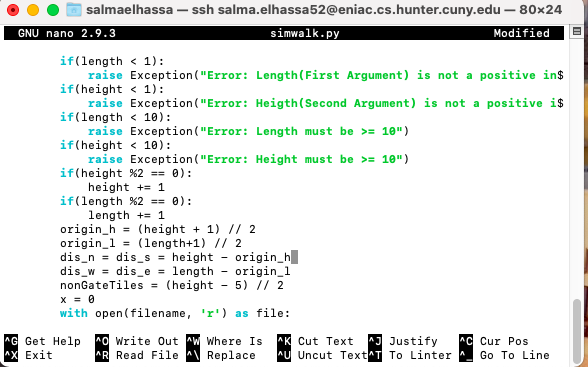 salmaelhassa — ssh salma.elhassa52@eniac.cs.hunter.cuny.edu — 80×24
GNU nano 2.9.3 simwalk.py Modified
if(length < 1):
raise Exception("Error: Length(First Argument) is not a positive in$
if(height < 1):
raise Exception("Error: Heigth(Second Argument) is not a positive i$
if(length < 10):
raise Exception("Error: Length must be >= 10")
if(height < 10):
raise Exception("Error: Height must be >= 10")
if(height %2 == 0):
height += 1
if(length %2 == 0):
length += 1
origin_h = (height + 1) // 2
origin_l = (length+1) // 2
dis_n = dis_s = height - origin_h
dis_w = dis_e = length - origin_l
nonGateTiles = (height - 5) // 2
x = 0
with open(filename, 'r') as file:
^G Get Help ^O Write Out ^W Where Is ^K Cut Text ^J Justify ^C Cur Pos
^X Exit ^R Read File ^\ Replace ^U Uncut Text ^T To Linter ^_ Go To Line